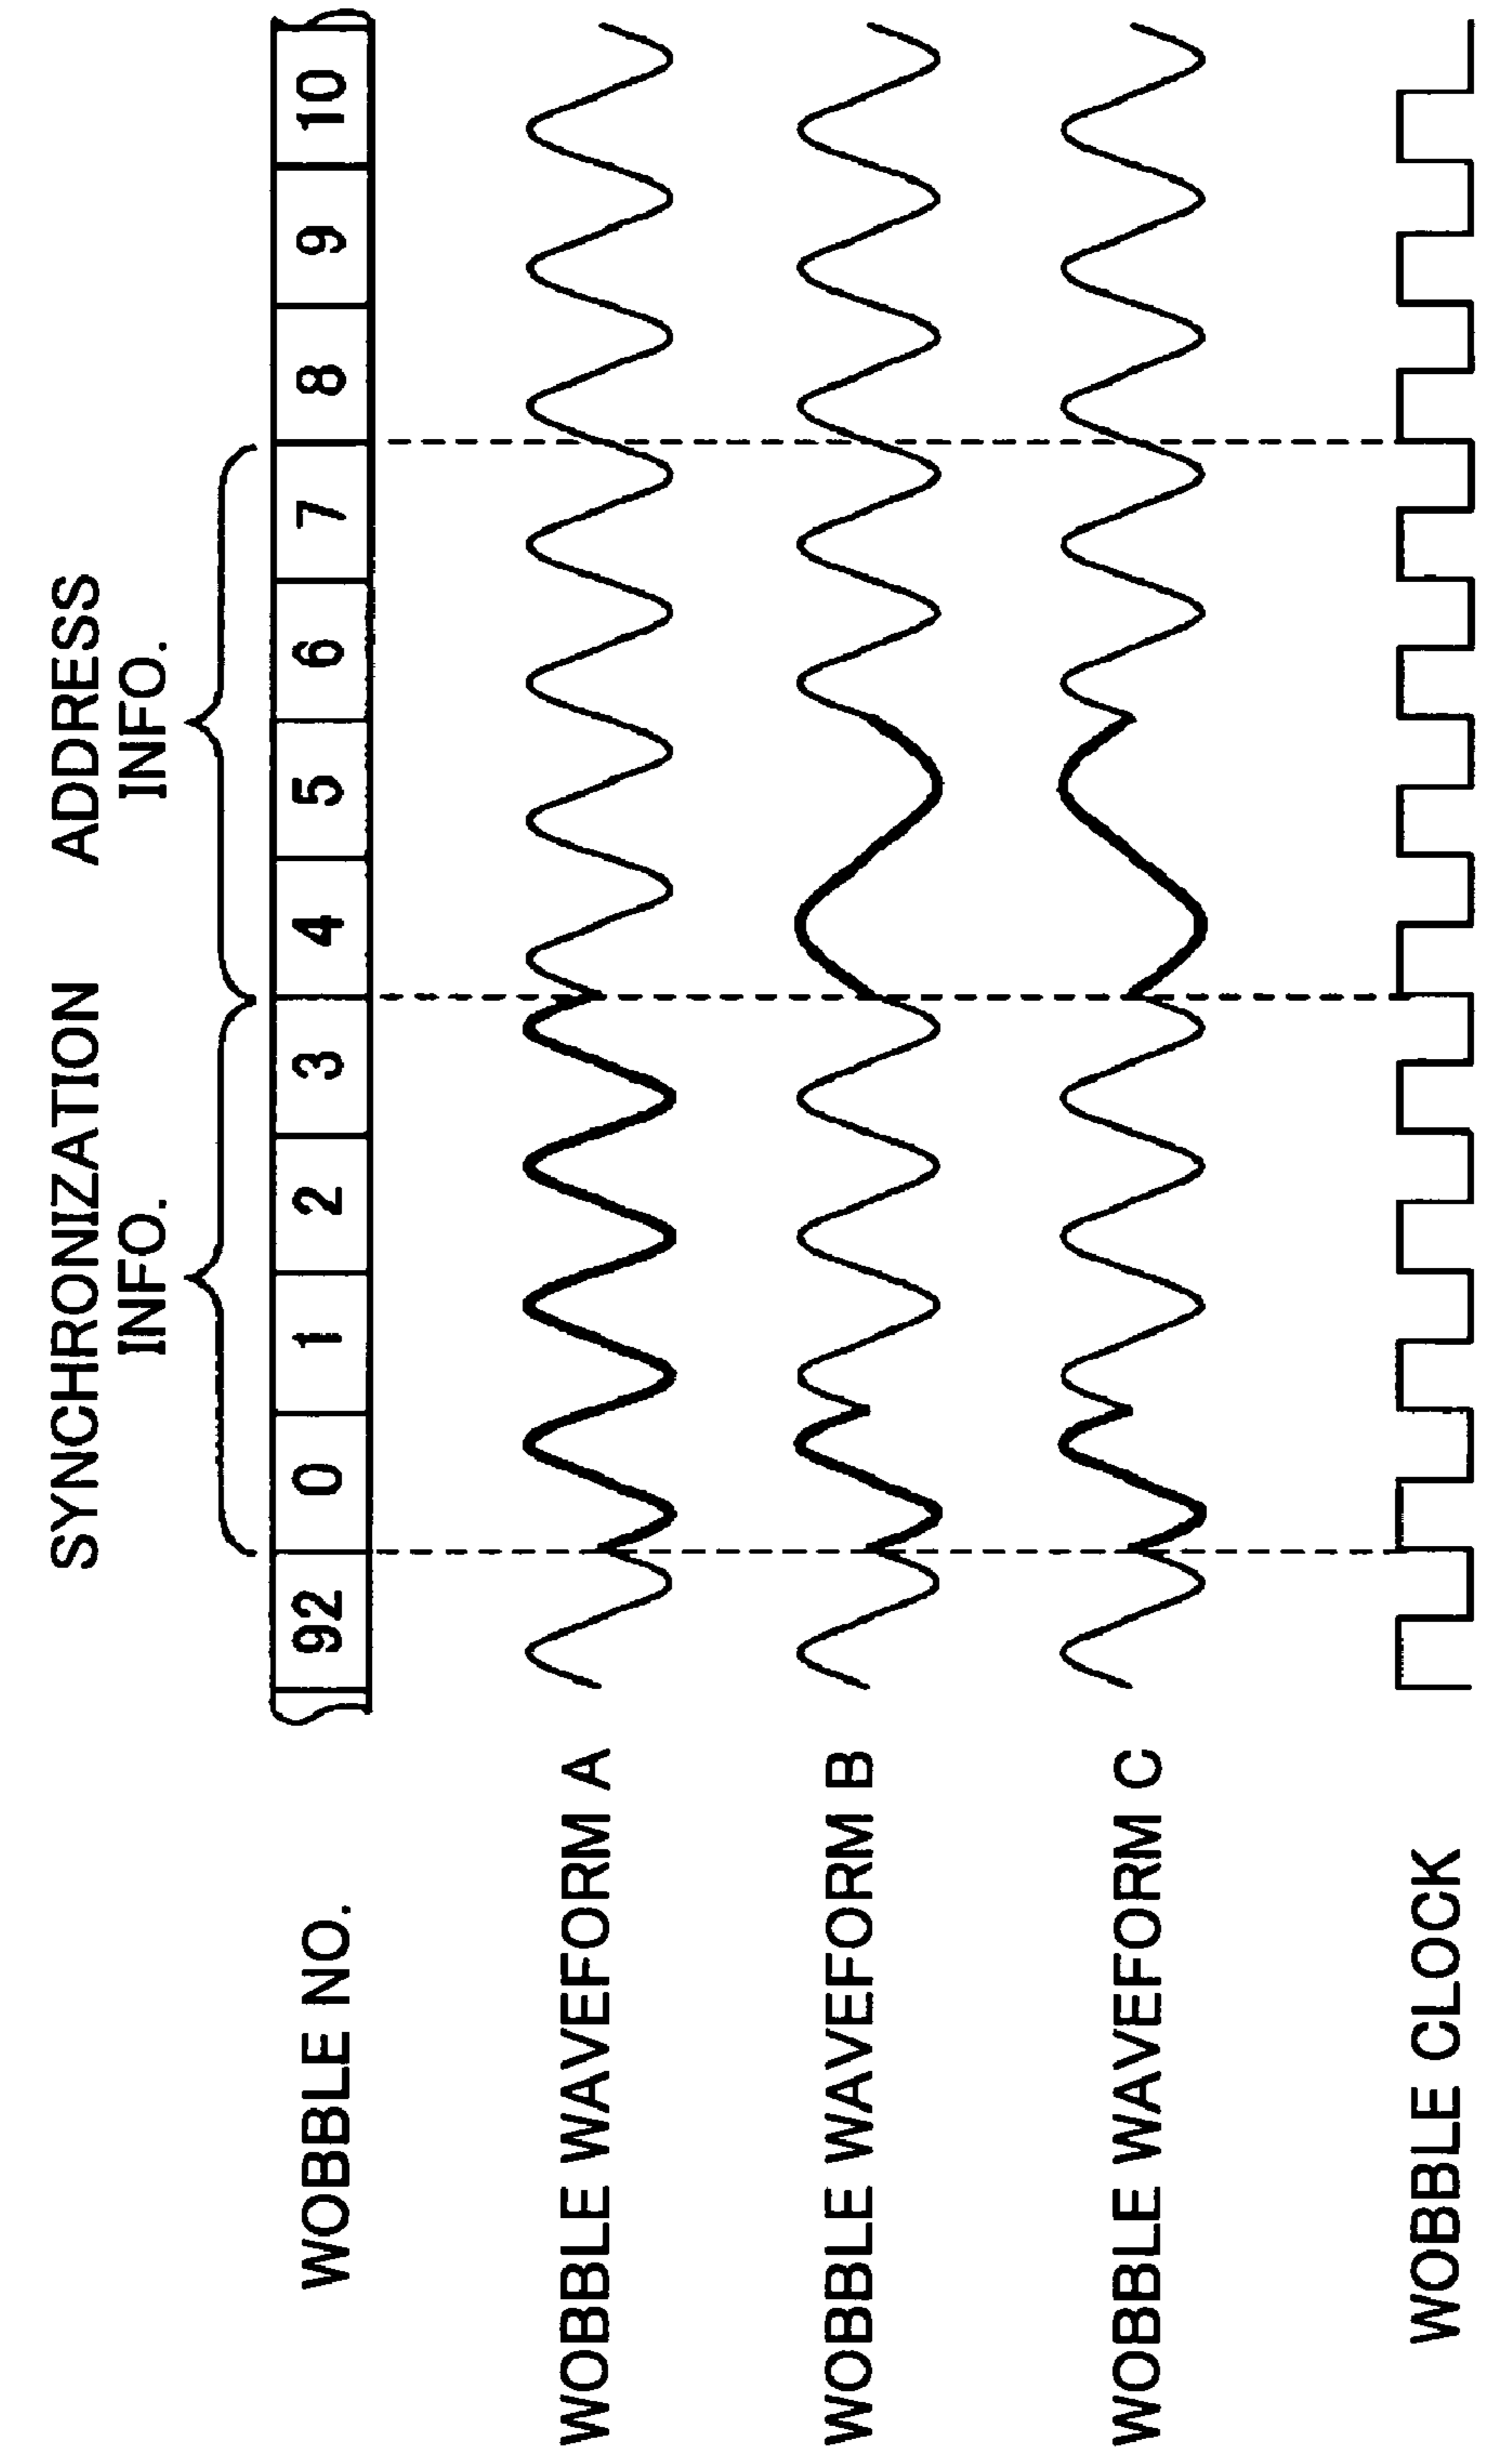 SYNCHRONIZATION
INFO.
ADDRESS
INFO.
WOBBLE NO.
92 0 1 2 3 4 5 6 7 8 9 10
WOBBLE WAVEFORM A
WOBBLE WAVEFORM B
WOBBLE WAVEFORM C
WOBBLE CLOCK